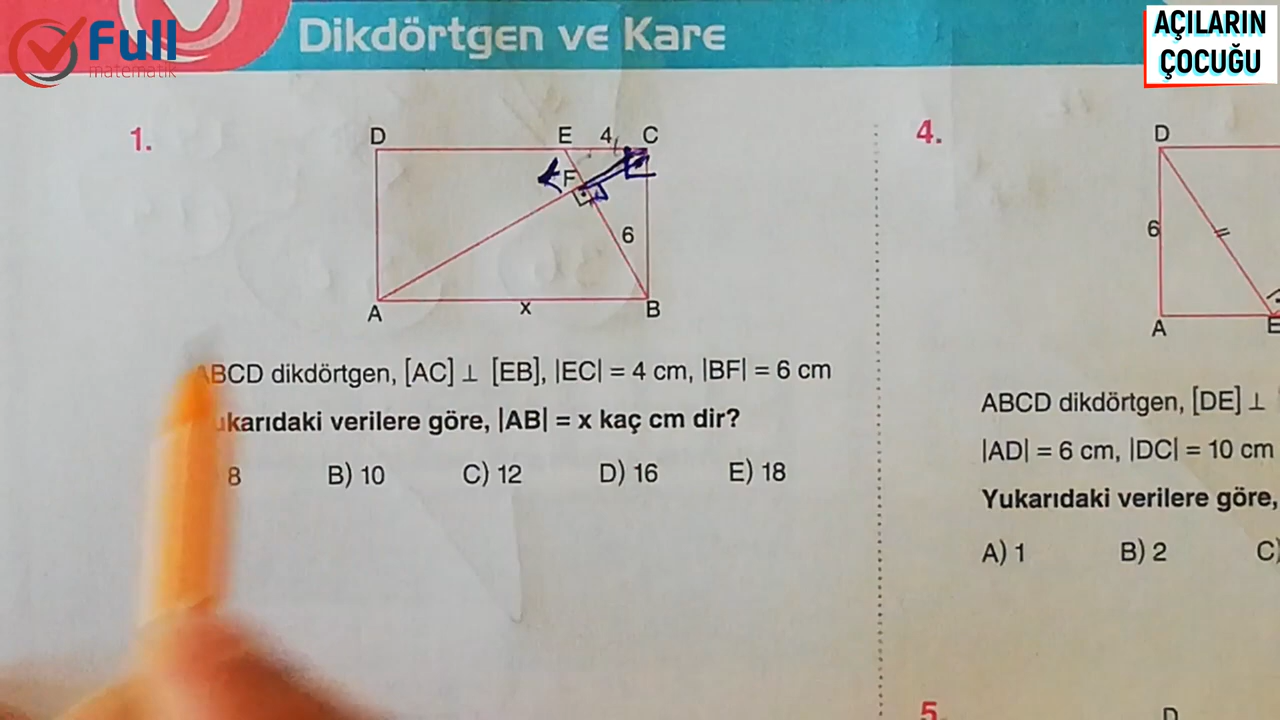 Full
matematik
Dikdörtgen ve Kare
AÇILARIN
ÇOCUĞU
1.
D
E
4
C
F
6
A
x
B
ABCD dikdörtgen, [AC] ⊥ [EB], |EC| = 4 cm, |BF| = 6 cm
ukarıdaki verilere göre, |AB| = x kaç cm dir?
8 B) 10 C) 12 D) 16 E) 18
4.
D
6
A
E
ABCD dikdörtgen, [DE] ⊥
|AD| = 6 cm, |DC| = 10 cm
Yukarıdaki verilere göre,
A) 1 B) 2 C)
5.
D